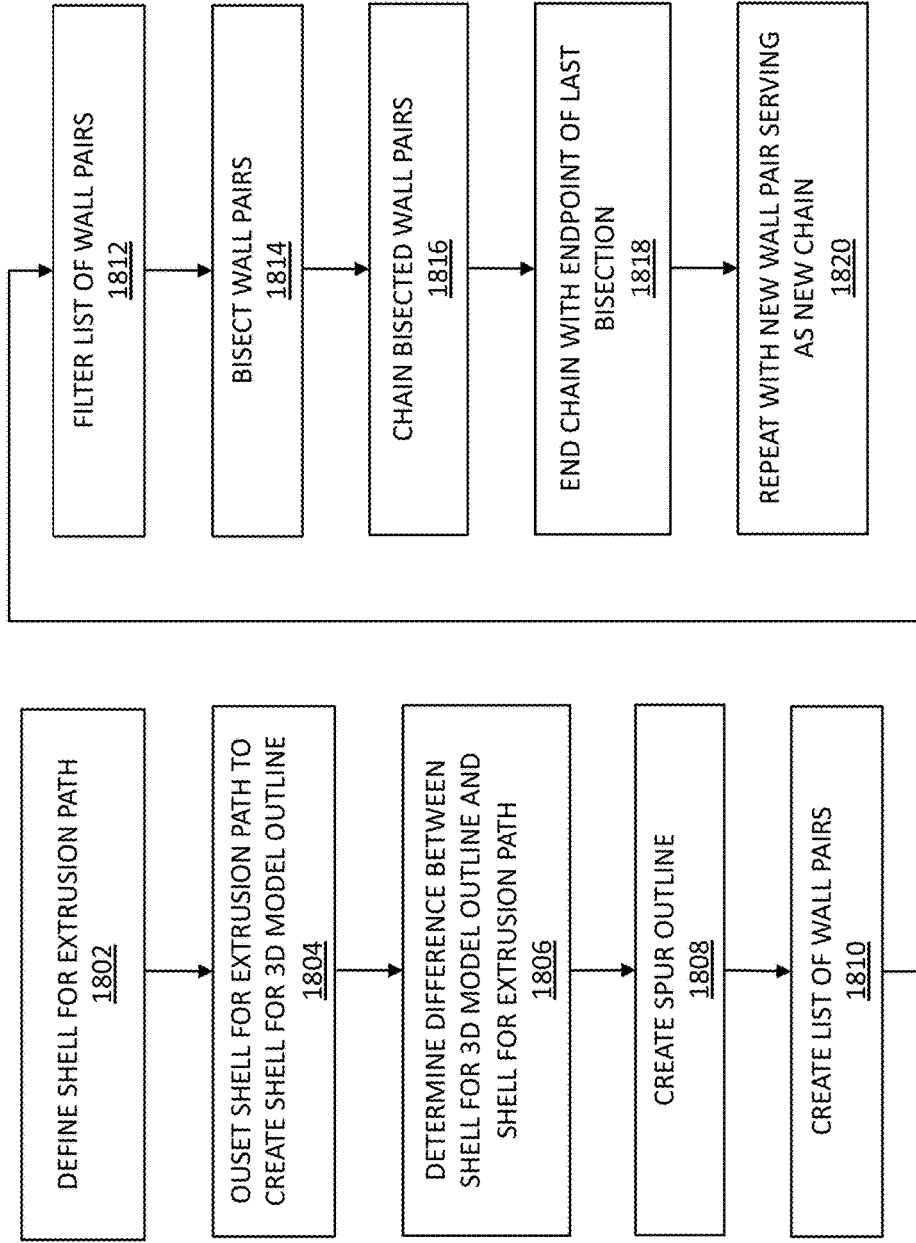 DEFINE SHELL FOR EXTRUSION PATH
1802
OUSET SHELL FOR EXTRUSION PATH TO
CREATE SHELL FOR 3D MODEL OUTLINE
1804
DETERMINE DIFFERENCE BETWEEN
SHELL FOR 3D MODEL OUTLINE AND
SHELL FOR EXTRUSION PATH
1806
CREATE SPUR OUTLINE
1808
CREATE LIST OF WALL PAIRS
1810
FILTER LIST OF WALL PAIRS
1812
BISECT WALL PAIRS
1814
CHAIN BISECTED WALL PAIRS
1816
END CHAIN WITH ENDPOINT OF LAST
BISECTION
1818
REPEAT WITH NEW WALL PAIR SERVING
AS NEW CHAIN
1820